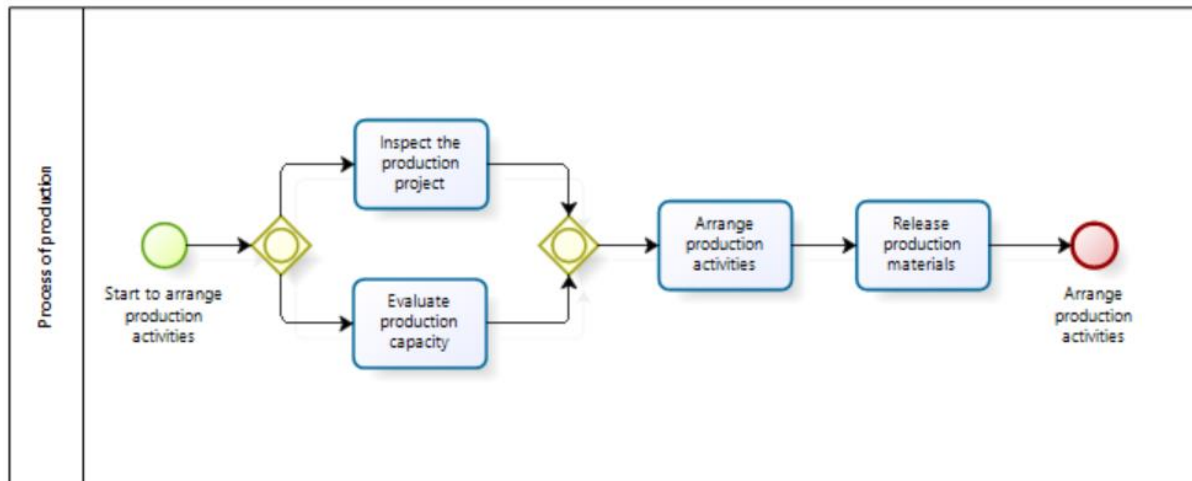 Process of production
Start to arrange
production
activities
Inspect the
production
project
Evaluate
production
capacity
Arrange
production
activities
Release
production
materials
Arrange
production
activities